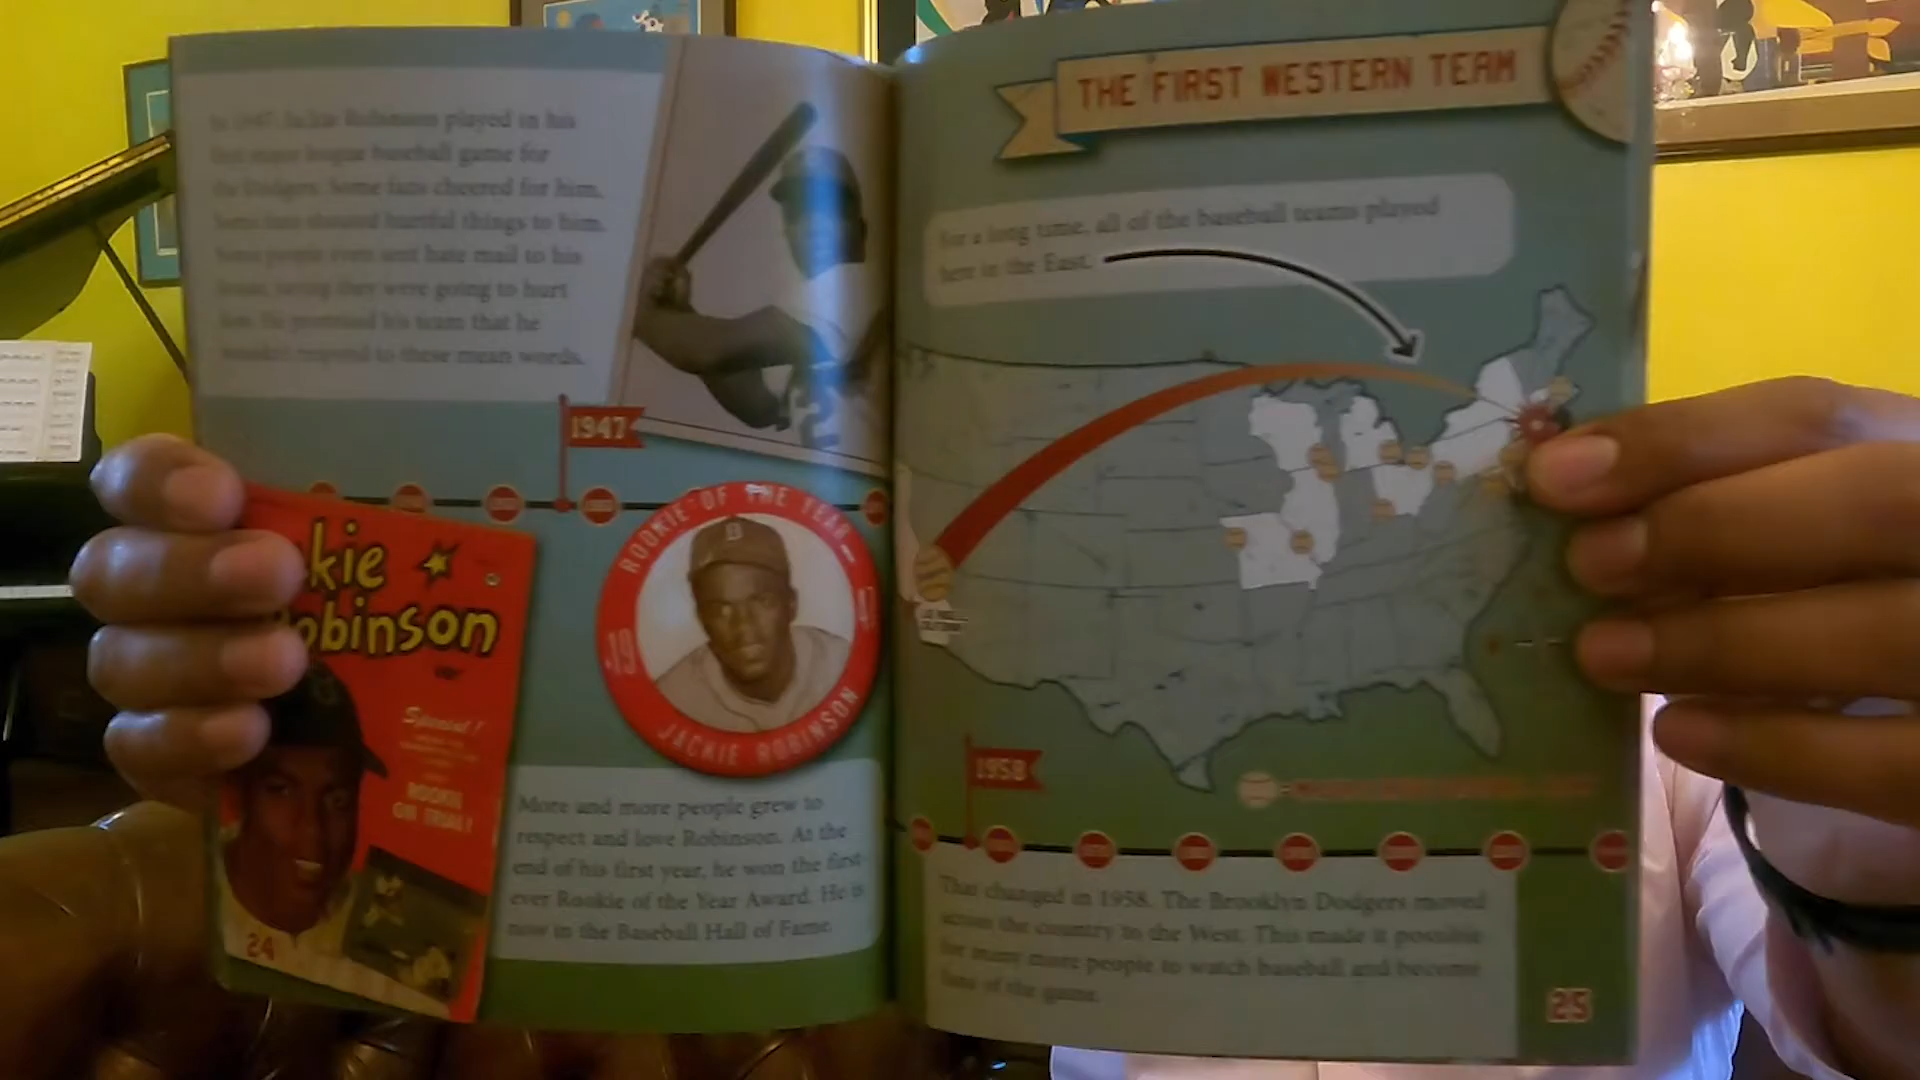 In 1947, Jackie Robinson played in his
first major league baseball game for
the Dodgers. Some fans cheered for him.
Some fans shouted hurtful things to him.
Some people even sent hate mail to his
house, saying they were going to hurt
him. He promised his team that he
wouldn't respond to these mean words.
1947
kie
Robinson
Special!
ROOKIE
ON TRIAL!
24
ROOKIE OF THE YEAR
19 47
JACKIE ROBINSON
B
More and more people grew to
respect and love Robinson. At the
end of his first year, he won the first
ever Rookie of the Year Award. He is
now in the Baseball Hall of Fame.
THE FIRST WESTERN TEAM
For a long time, all of the baseball teams played
here in the East.
1958
That changed in 1958. The Brooklyn Dodgers moved
across the country to the West. This made it possible
for many more people to watch baseball and become
fans of the game.
25